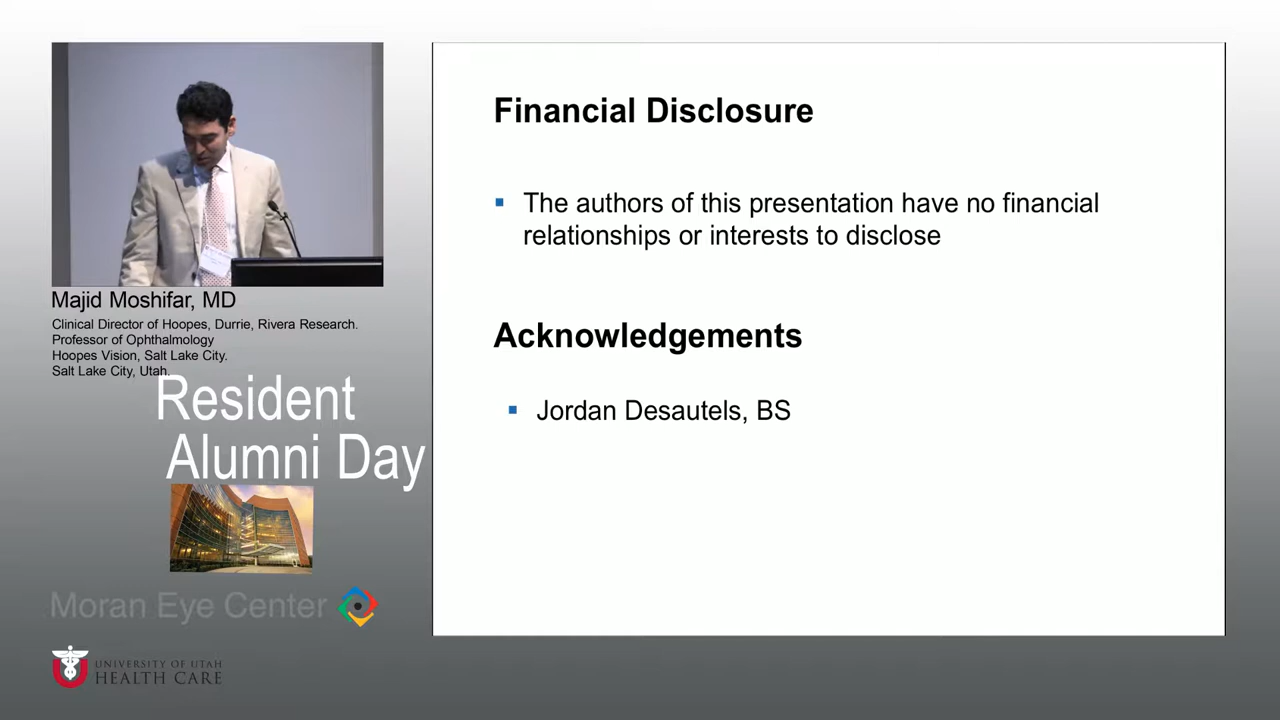 Majid Moshifar, MD
Clinical Director of Hoopes, Durrie, Rivera Research.
Professor of Ophthalmology
Hoopes Vision, Salt Lake City.
Salt Lake City, Utah.
Resident
Alumni Day
Moran Eye Center
UNIVERSITY OF UTAH
HEALTH CARE
Financial Disclosure
▪ The authors of this presentation have no financial
relationships or interests to disclose
Acknowledgements
▪ Jordan Desautels, BS